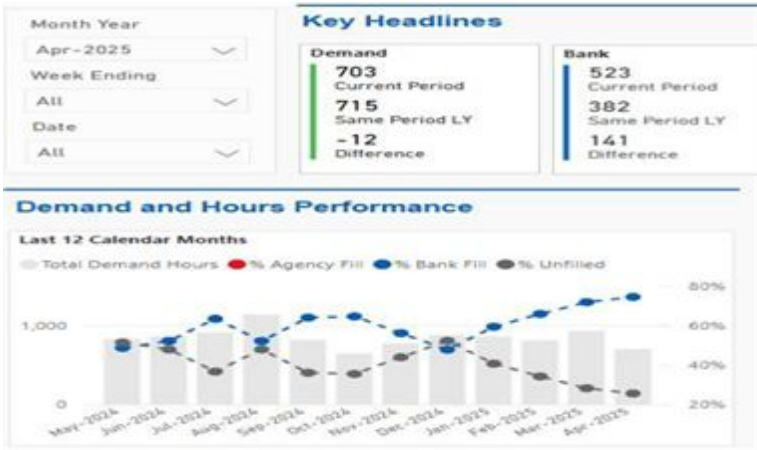 Month Year
Apr-2025
Week Ending
All
Date
All
Key Headlines
Demand
703
Current Period
715
Same Period LY
-12
Difference
Bank
523
Current Period
382
Same Period LY
141
Difference
Demand and Hours Performance
Last 12 Calendar Months
Total Demand Hours % Agency Fill % Bank Fill % Unfilled
80%
1,000 60%
40%
0 20%
May-2024 Jun-2024 Jul-2024 Aug-2024 Sep-2024 Oct-2024 Nov-2024 Dec-2024 Jan-2025 Feb-2025 Mar-2025 Apr-2025